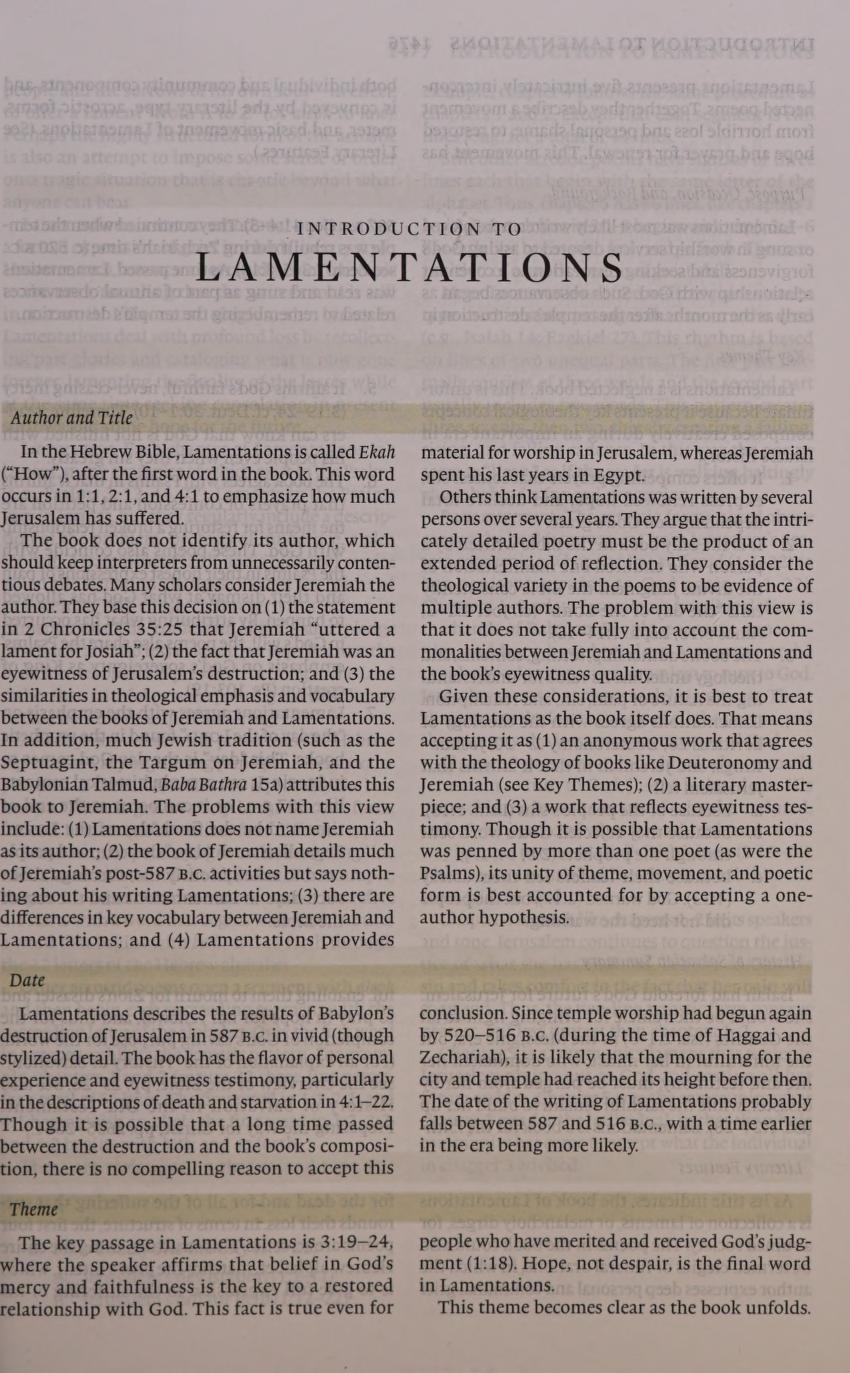 INTRODUCTION TO
LAMENTATIONS
Author and Title
In the Hebrew Bible, Lamentations is called Ekah
(“How”), after the first word in the book. This word
occurs in 1:1, 2:1, and 4:1 to emphasize how much
Jerusalem has suffered.
The book does not identify its author, which
should keep interpreters from unnecessarily conten-
tious debates. Many scholars consider Jeremiah the
author. They base this decision on (1) the statement
in 2 Chronicles 35:25 that Jeremiah “uttered a
lament for Josiah”; (2) the fact that Jeremiah was an
eyewitness of Jerusalem’s destruction; and (3) the
similarities in theological emphasis and vocabulary
between the books of Jeremiah and Lamentations.
In addition, much Jewish tradition (such as the
Septuagint, the Targum on Jeremiah, and the
Babylonian Talmud, Baba Bathra 15a) attributes this
book to Jeremiah. The problems with this view
include: (1) Lamentations does not name Jeremiah
as its author; (2) the book of Jeremiah details much
of Jeremiah’s post-587 B.C. activities but says noth-
ing about his writing Lamentations; (3) there are
differences in key vocabulary between Jeremiah and
Lamentations; and (4) Lamentations provides
material for worship in Jerusalem, whereas Jeremiah
spent his last years in Egypt.
Others think Lamentations was written by several
persons over several years. They argue that the intri-
cately detailed poetry must be the product of an
extended period of reflection. They consider the
theological variety in the poems to be evidence of
multiple authors. The problem with this view is
that it does not take fully into account the com-
monalities between Jeremiah and Lamentations and
the book’s eyewitness quality.
Given these considerations, it is best to treat
Lamentations as the book itself does. That means
accepting it as (1) an anonymous work that agrees
with the theology of books like Deuteronomy and
Jeremiah (see Key Themes); (2) a literary master-
piece; and (3) a work that reflects eyewitness tes-
timony. Though it is possible that Lamentations
was penned by more than one poet (as were the
Psalms), its unity of theme, movement, and poetic
form is best accounted for by accepting a one-
author hypothesis.
Date
Lamentations describes the results of Babylon’s
destruction of Jerusalem in 587 B.C. in vivid (though
stylized) detail. The book has the flavor of personal
experience and eyewitness testimony, particularly
in the descriptions of death and starvation in 4:1–22.
Though it is possible that a long time passed
between the destruction and the book’s composi-
tion, there is no compelling reason to accept this
conclusion. Since temple worship had begun again
by 520–516 B.C. (during the time of Haggai and
Zechariah), it is likely that the mourning for the
city and temple had reached its height before then.
The date of the writing of Lamentations probably
falls between 587 and 516 B.C., with a time earlier
in the era being more likely.
Theme
The key passage in Lamentations is 3:19–24,
where the speaker affirms that belief in God’s
mercy and faithfulness is the key to a restored
relationship with God. This fact is true even for
people who have merited and received God’s judg-
ment (1:18). Hope, not despair, is the final word
in Lamentations.
This theme becomes clear as the book unfolds.